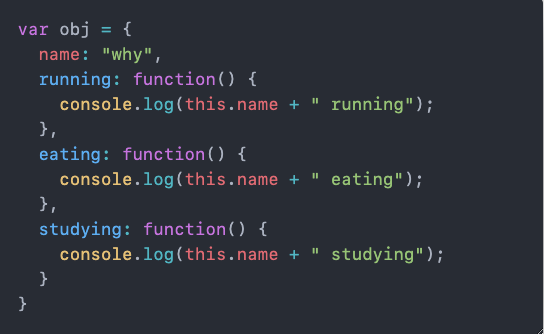 var obj = {
  name: "why",
  running: function() {
    console.log(this.name + " running");
  },
  eating: function() {
    console.log(this.name + " eating");
  },
  studying: function() {
    console.log(this.name + " studying");
  }
}